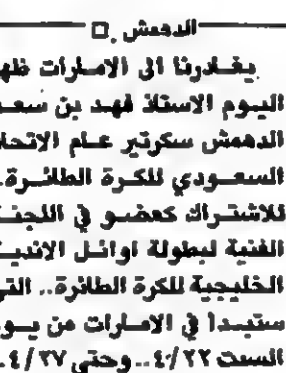 الدهمش
يغادرنا الى الامارات ظهر
اليوم الاستاذ فهد بن سعد
الدهمش سكرتير عام الاتحاد
السعودي للكرة الطائرة..
للاشتراك كعضو في اللجنة
الفنية لبطولة اوائل الاندية
الخليجية للكرة الطائرة.. التي
ستبدا في الامارات من يوم
السبت ٤/٢٢.. وحتى ٤/٢٧.